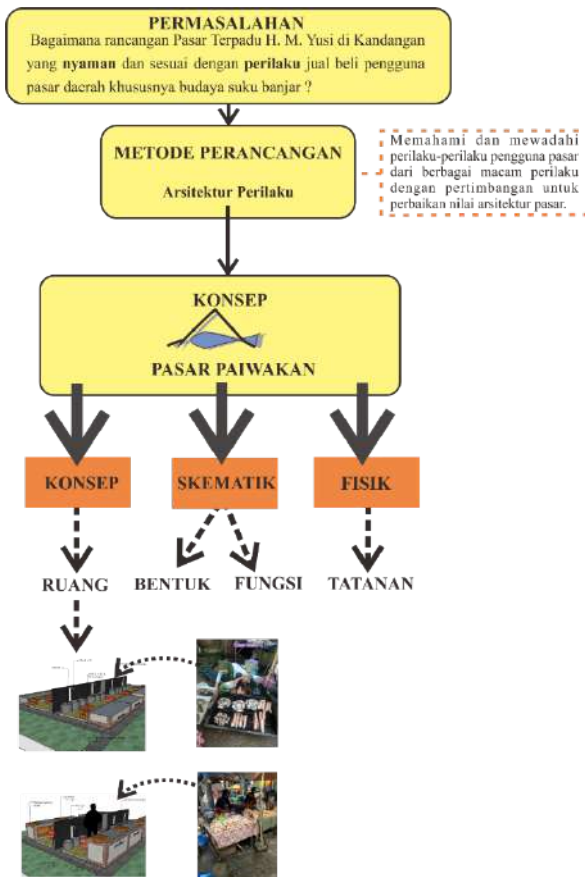 PERMASALAHAN
Bagaimana rancangan Pasar Terpadu H. M. Yusi di Kandangan
yang nyaman dan sesuai dengan perilaku jual beli pengguna
pasar daerah khususnya budaya suku banjar ?
METODE PERANCANGAN
Arsitektur Perilaku
Memahami dan mewadahi
perilaku-perilaku pengguna pasar
dari berbagai macam perilaku
dengan pertimbangan untuk
perbaikan nilai arsitektur pasar.
KONSEP
PASAR PAIWAKAN
KONSEP
SKEMATIK
FISIK
RUANG
BENTUK
FUNGSI
TATANAN